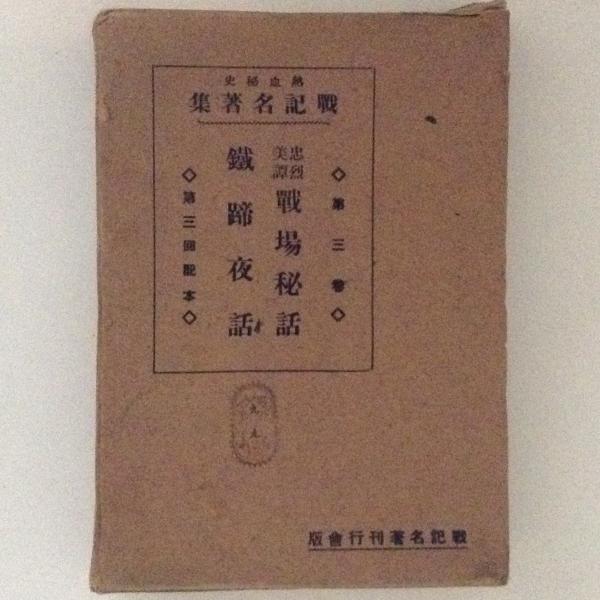 熱血秘史
戰記名著集
◇第三卷◇
忠烈美譚
戰場秘話
鐵蹄夜話
◇第三回配本◇
戰記名著刊行會版